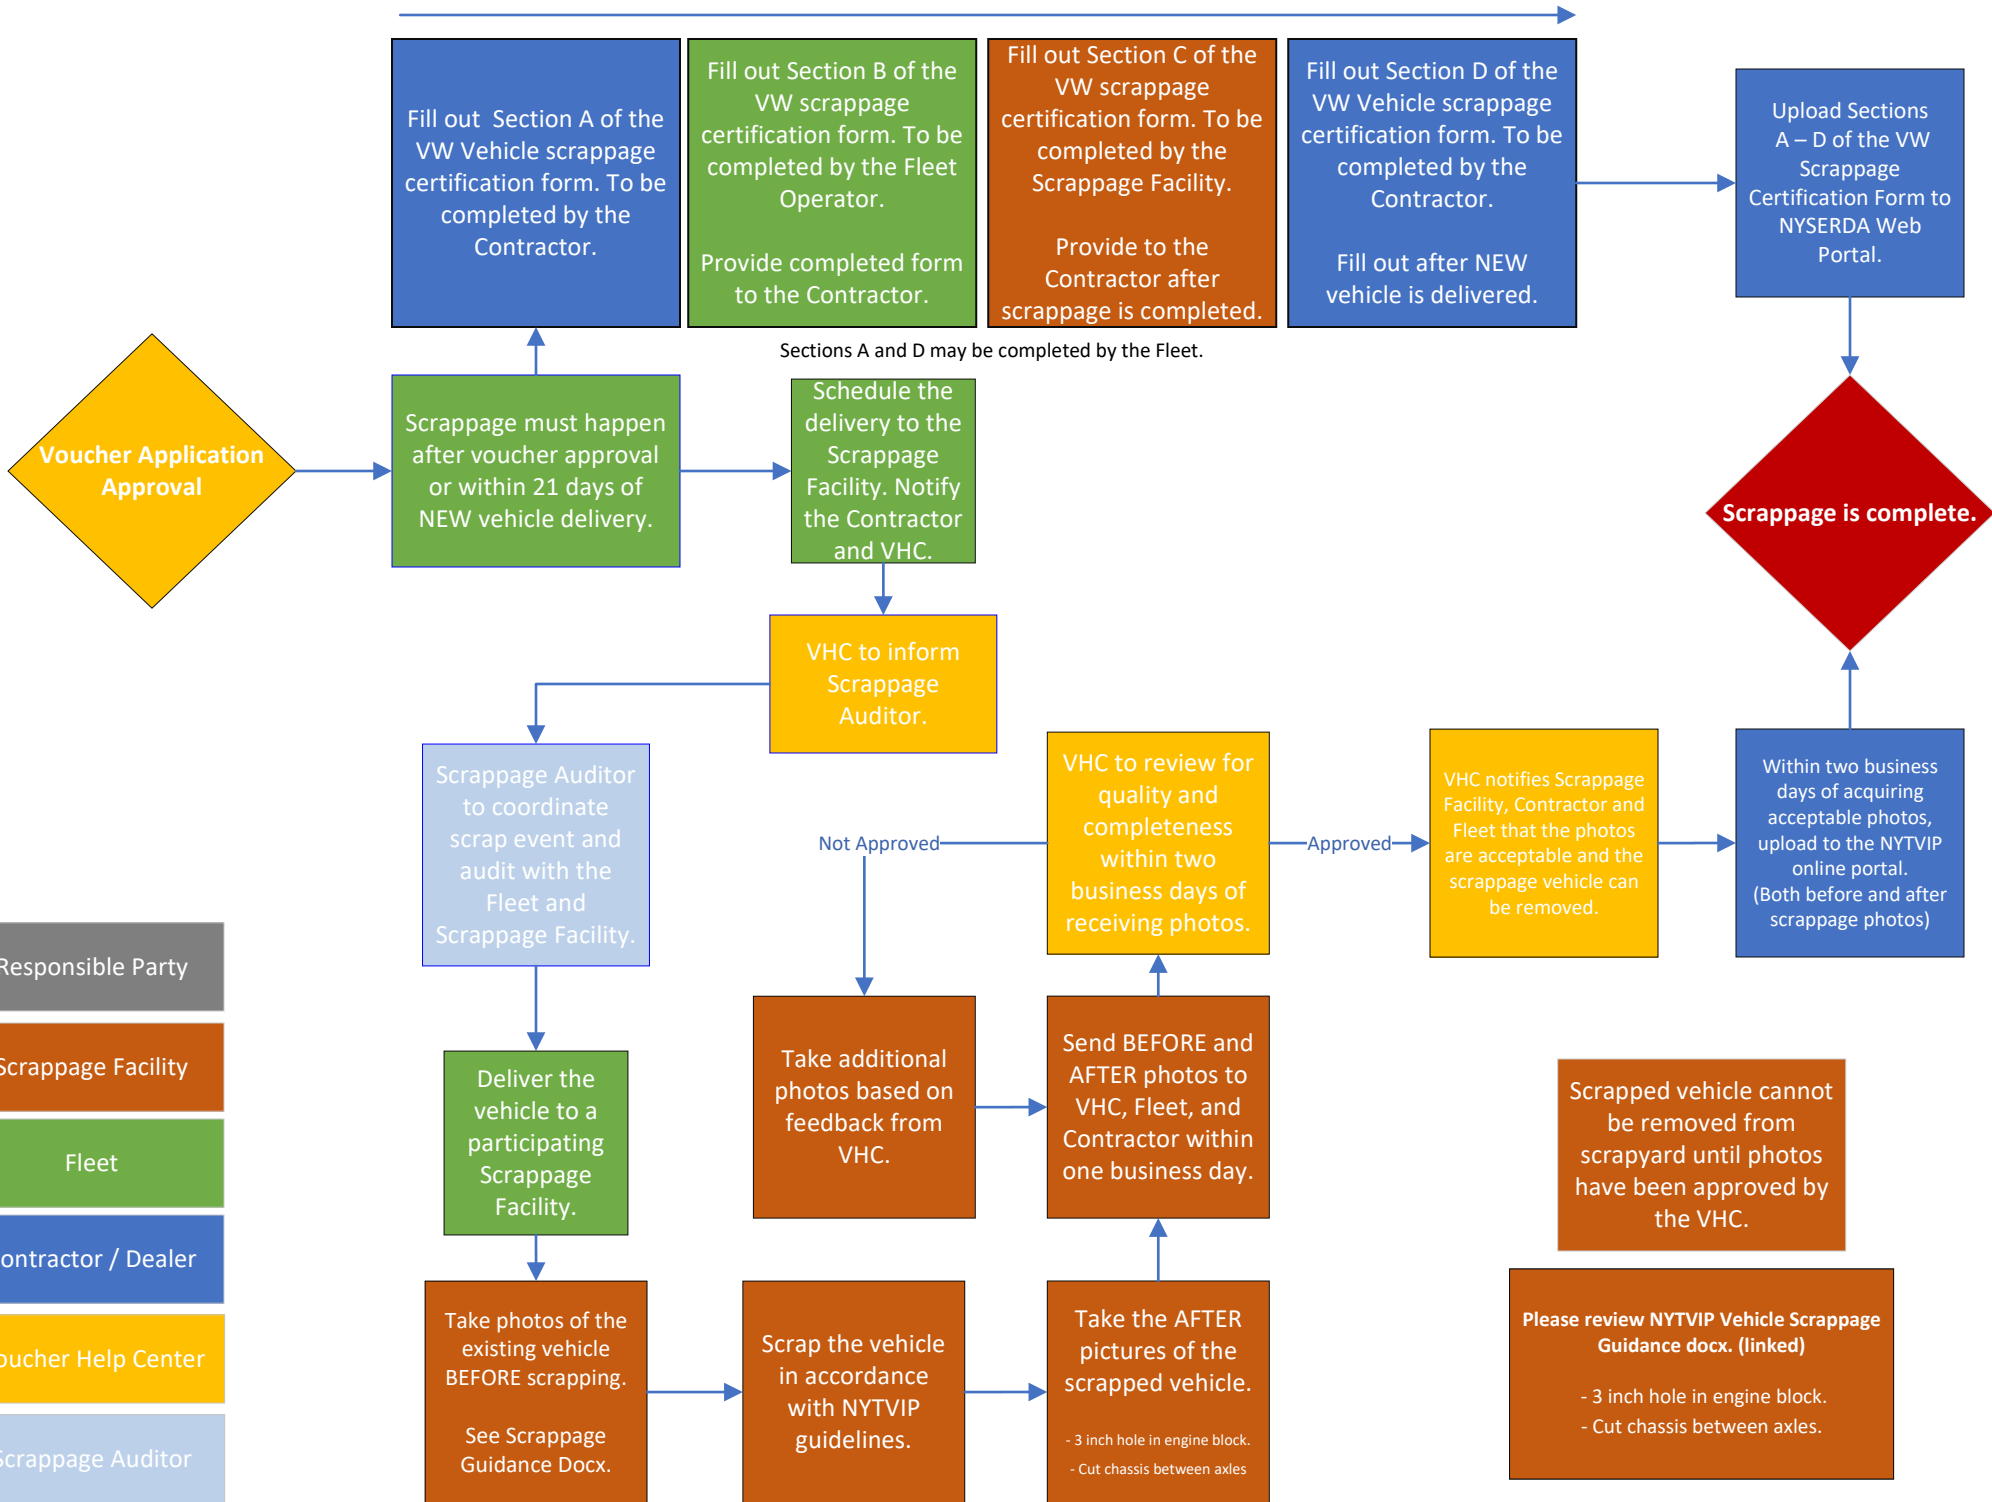 Fill out  Section A of the
VW Vehicle scrappage
certification form. To be
completed by the
Contractor.
Fill out Section B of the
VW scrappage
certification form. To be
completed by the Fleet
Operator.
Provide completed form
to the Contractor.
Fill out Section C of the
VW scrappage
certification form. To be
completed by the
Scrappage Facility.
Provide to the
Contractor after
scrappage is completed.
Fill out Section D of the
VW Vehicle scrappage
certification form. To be
completed by the
Contractor.
Fill out after NEW
vehicle is delivered.
Upload Sections
A – D of the VW
Scrappage
Certification Form to
NYSERDA Web
Portal.
Sections A and D may be completed by the Fleet.
Voucher Application
Approval
Scrappage must happen
after voucher approval
or within 21 days of
NEW vehicle delivery.
Schedule the
delivery to the
Scrappage
Facility. Notify
the Contractor
and VHC.
Scrappage is complete.
VHC to inform
Scrappage
Auditor.
Scrappage Auditor
to coordinate
scrap event and
audit with the
Fleet and
Scrappage Facility.
Not Approved
VHC to review for
quality and
completeness
within two
business days of
receiving photos.
Approved
VHC notifies Scrappage
Facility, Contractor and
Fleet that the photos
are acceptable and the
scrappage vehicle can
be removed.
Within two business
days of acquiring
acceptable photos,
upload to the NYTVIP
online portal.
(Both before and after
scrappage photos)
Responsible Party
Scrappage Facility
Fleet
ontractor / Dealer
oucher Help Center
Scrappage Auditor
Deliver the
vehicle to a
participating
Scrappage
Facility.
Take additional
photos based on
feedback from
VHC.
Send BEFORE and
AFTER photos to
VHC, Fleet, and
Contractor within
one business day.
Scrapped vehicle cannot
be removed from
scrapyard until photos
have been approved by
the VHC.
Take photos of the
existing vehicle
BEFORE scrapping.
See Scrappage
Guidance Docx.
Scrap the vehicle
in accordance
with NYTVIP
guidelines.
Take the AFTER
pictures of the
scrapped vehicle.
- 3 inch hole in engine block.
- Cut chassis between axles
Please review NYTVIP Vehicle Scrappage
Guidance docx. (linked)
- 3 inch hole in engine block.
- Cut chassis between axles.